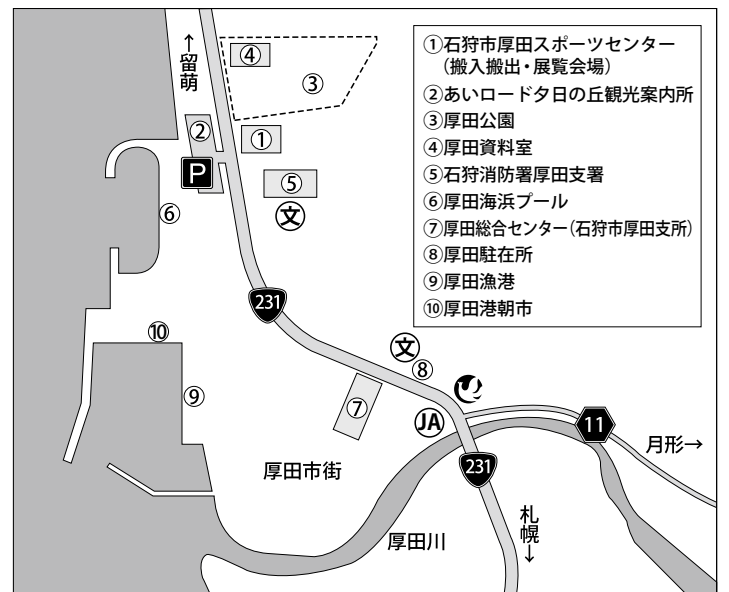 ①石狩市厚田スポーツセンター
（搬入搬出・展覧会場）
②あいロード夕日の丘観光案内所
③厚田公園
④厚田資料室
⑤石狩消防署厚田支署
⑥厚田海浜プール
⑦厚田総合センター（石狩市厚田支所）
⑧厚田駐在所
⑨厚田漁港
⑩厚田港朝市
↑留萌
④
③
②
①
P
⑤
文
⑥
231
⑩
文
⑧
⑨
⑦
JA
11
月形→
231
厚田市街
札幌↓
厚田川